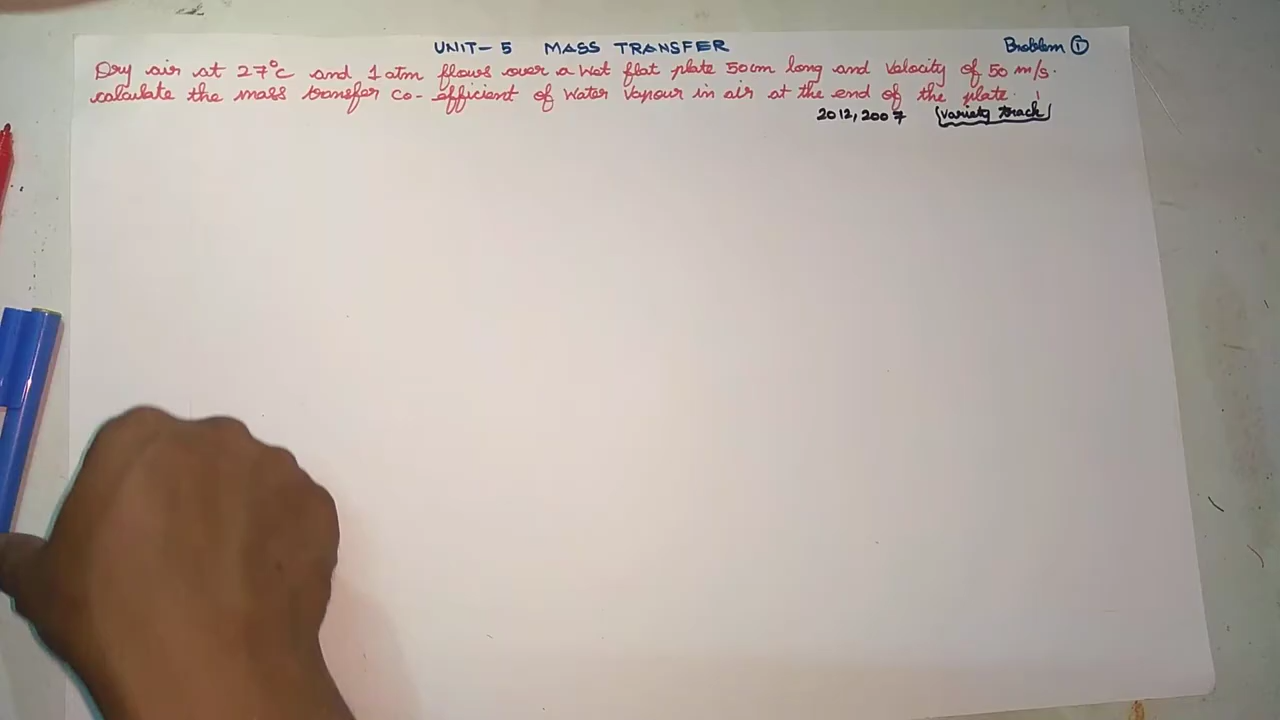 UNIT- 5 MASS TRANSFER
Problem ①
Dry air at 27°C and 1 atm flows over a wet flat plate 50cm long and velocity of 50 m/s.
calculate the mass transfer co-efficient of water vapour in air at the end of the plate.
2012, 2007 Variety track